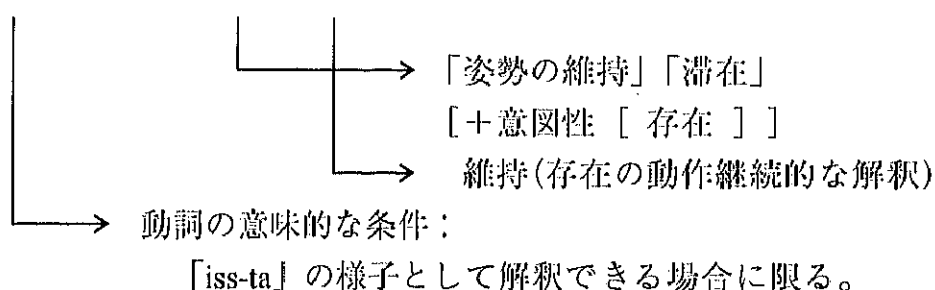 「姿勢の維持」「滞在」
[+意図性 [ 存在 ] ]
維持(存在の動作継続的な解釈)
動詞の意味的な条件:
「iss-ta」の様子として解釈できる場合に限る。